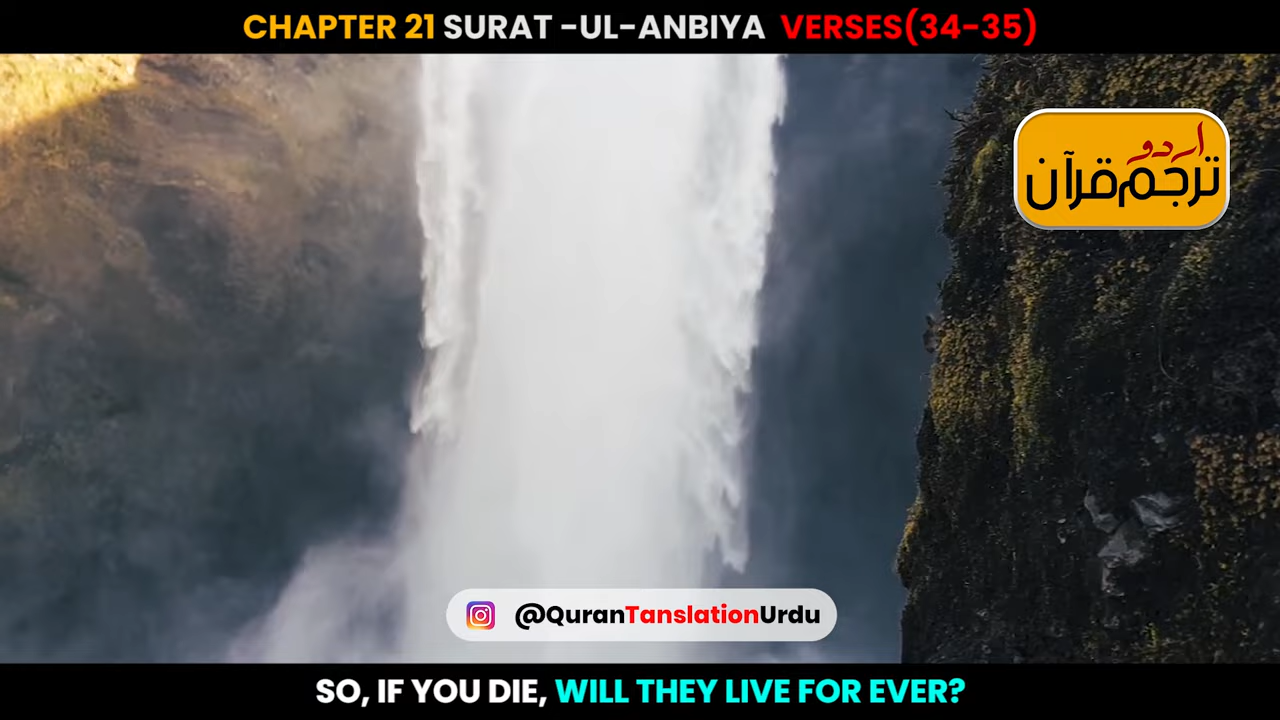 CHAPTER 21 SURAT -UL-ANBIYA VERSES(34-35)
اردو
ترجمہ قرآن
@QuranTanslationUrdu
SO, IF YOU DIE, WILL THEY LIVE FOR EVER?